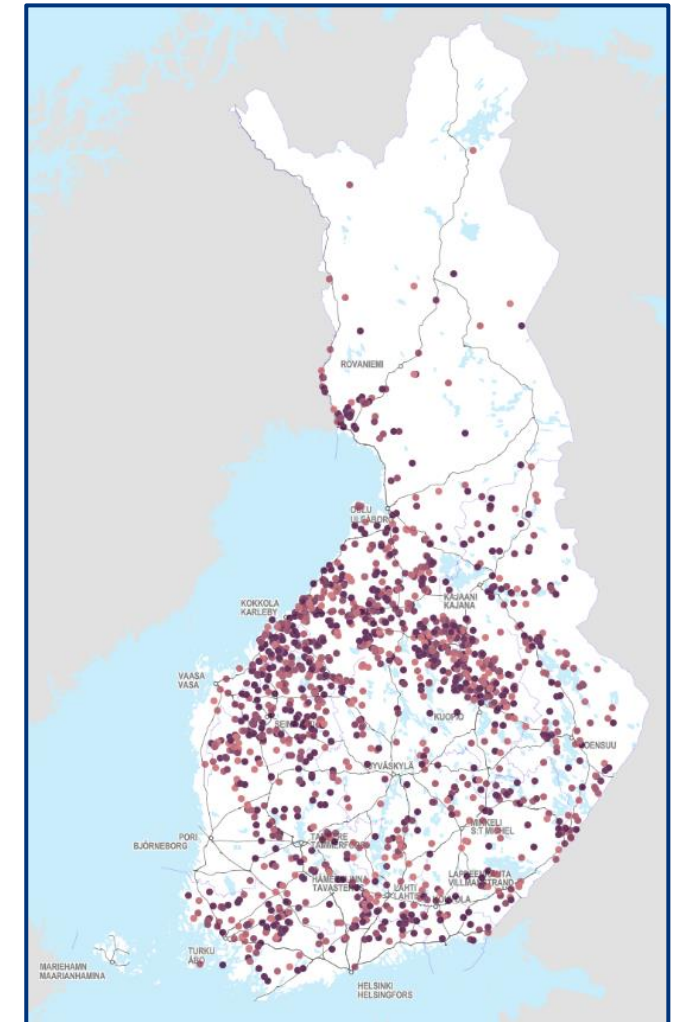 ROVANIEMI
OULU
ULEÅBORG
KOKKOLA
KARLEBY
KAJAANI
KAJANA
VAASA
VASA
KUOPIO
JOENSUU
JYVÄSKYLÄ
MIKKELI
S:T MICHEL
PORI
BJÖRNEBORG
TAMPERE
TAMMERFORS
HÄMEENLINNA
TAVASTEHUS
LAHTI
LAHTIS
LAPPEENRANTA
VILLMANSTRAND
TURKU
ÅBO
MARIEHAMN
MAARIANHAMINA
HELSINKI
HELSINGFORS